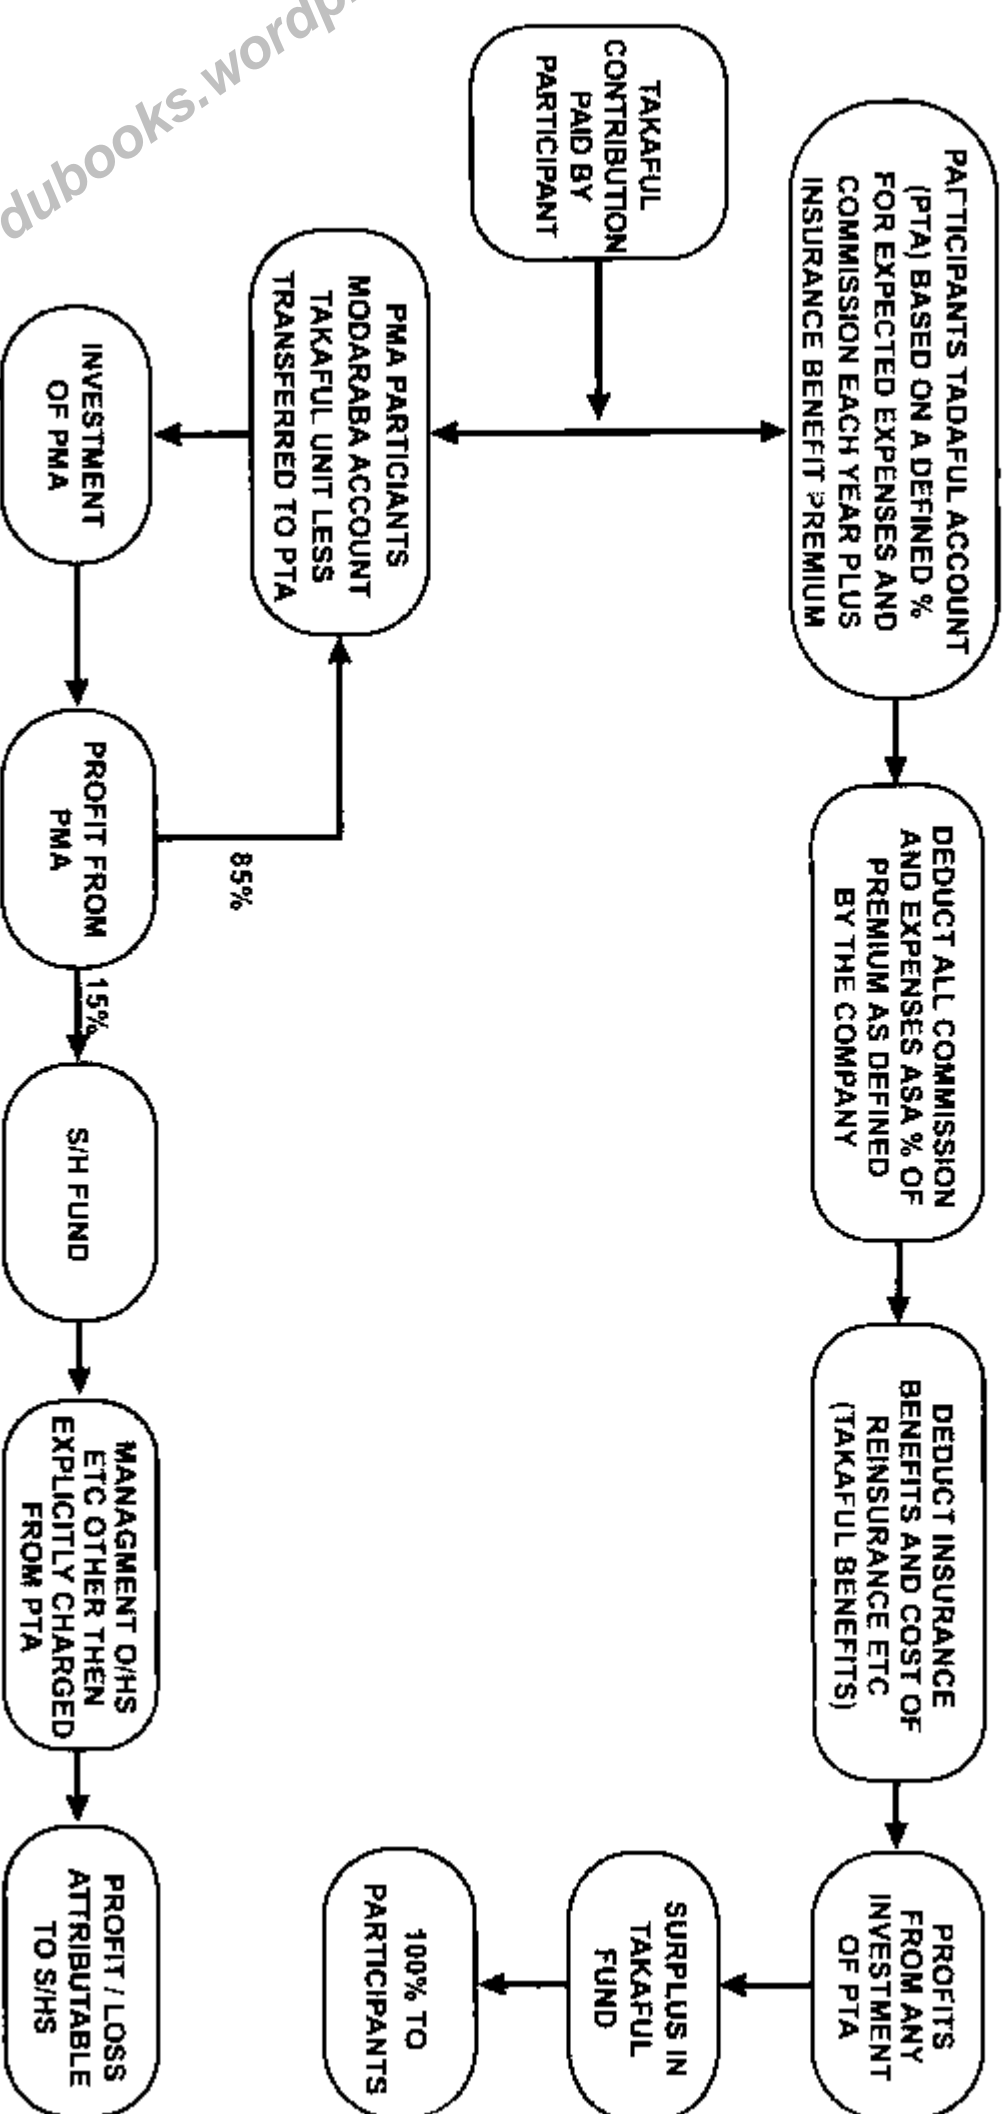 PARTICIPANTS TADAFUL ACCOUNT
(PTA) BASED ON A DEFINED %
FOR EXPECTED EXPENSES AND
COMMISSION EACH YEAR PLUS
INSURANCE BENEFIT PREMIUM
DEDUCT ALL COMMISSION
AND EXPENSES ASA % OF
PREMIUM AS DEFINED
BY THE COMPANY
DEDUCT INSURANCE
BENEFITS AND COST OF
REINSURANCE ETC
(TAKAFUL BENEFITS)
PROFITS
FROM ANY
INVESTMENT
OF PTA
TAKAFUL
CONTRIBUTION
PAID BY
PARTICIPANT
SURPLUS IN
TAKAFUL
FUND
100% TO
PARTICIPANTS
PMA PARTICIANTS
MODARABA ACCOUNT
TAKAFUL UNIT LESS
TRANSFERRED TO PTA
85%
INVESTMENT
OF PMA
PROFIT FROM
PMA
15%
S/H FUND
MANAGMENT O/HS
ETC OTHER THEN
EXPLICITLY CHARGED
FROM PTA
PROFIT / LOSS
ATTRIBUTABLE
TO S/HS
dubooks.wordp